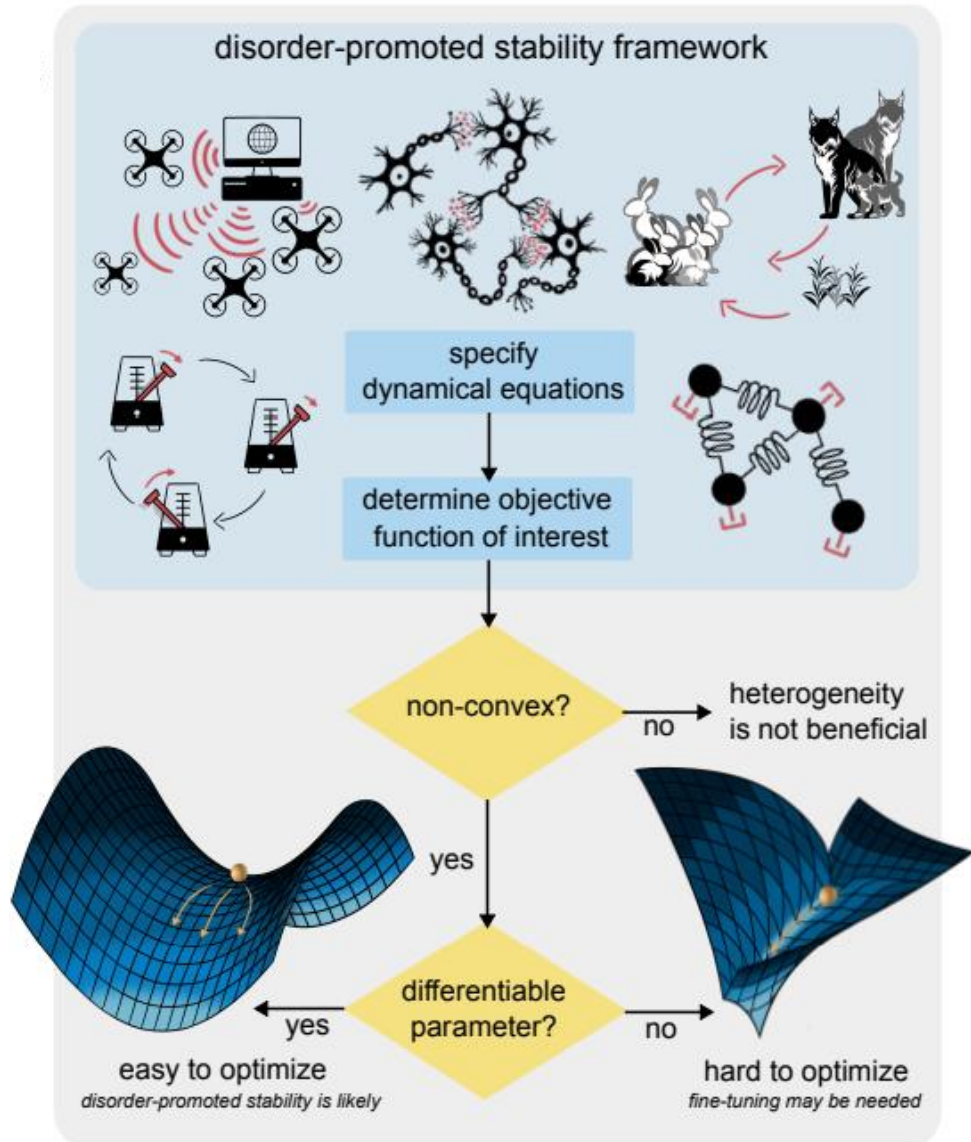 disorder-promoted stability framework
specify
dynamical equations
determine objective
function of interest
non-convex?
no
heterogeneity
is not beneficial
yes
differentiable
parameter?
yes
no
easy to optimize
disorder-promoted stability is likely
hard to optimize
fine-tuning may be needed